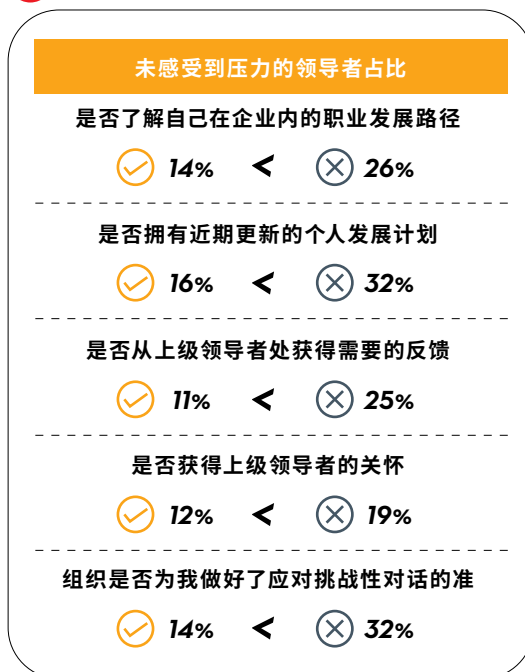 未感受到压力的领导者占比
是否了解自己在企业内的职业发展路径
14% < 26%
是否拥有近期更新的个人发展计划
16% < 32%
是否从上级领导者处获得需要的反馈
11% < 25%
是否获得上级领导者的关怀
12% < 19%
组织是否为我做好了应对挑战性对话的准
14% < 32%